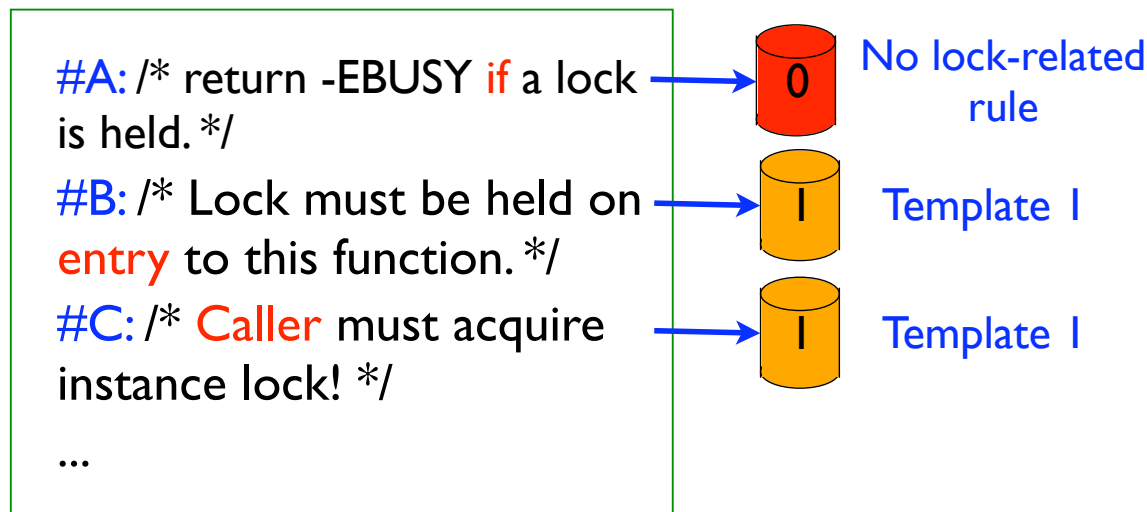 #A: /* return -EBUSY if a lock
is held. */
0
No lock-related
rule
#B: /* Lock must be held on
entry to this function. */
1
Template 1
#C: /* Caller must acquire
instance lock! */
1
Template 1
...